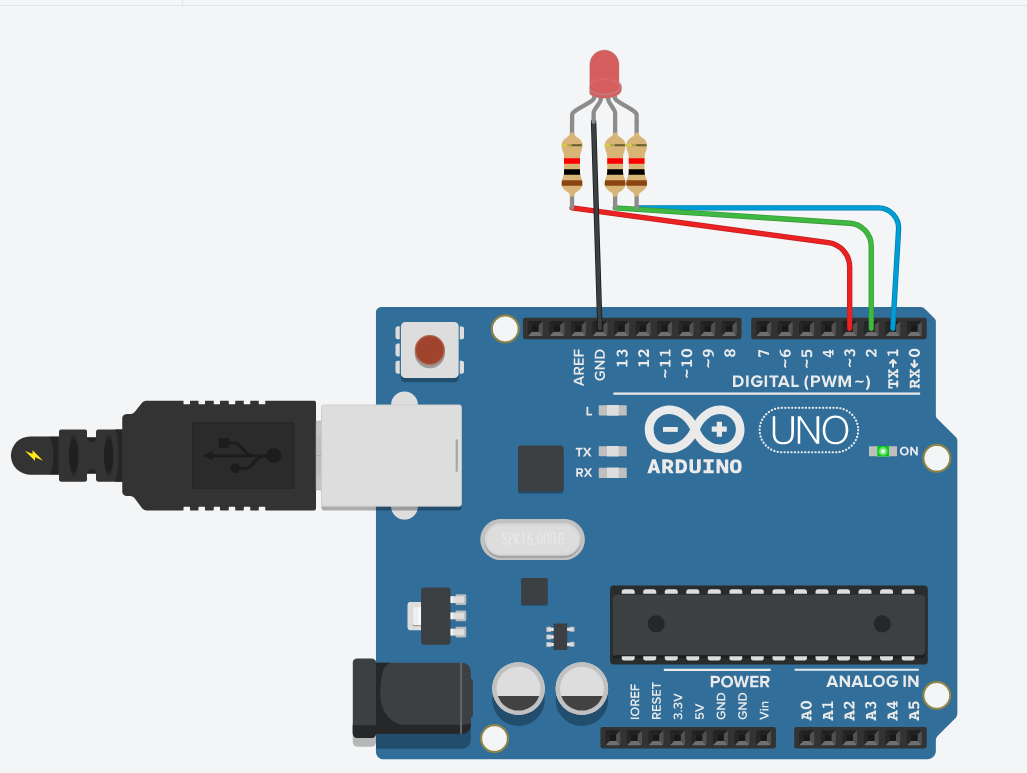 AREF
GND
13
12
~11
~10
~9
8
7
~6
~5
4
~3
2
TX→1
RX←0
DIGITAL (PWM~)
L
TX
RX
UNO
ARDUINO
ON
SPK16.000G
POWER
ANALOG IN
IOREF
RESET
3.3V
5V
GND
GND
Vin
A0
A1
A2
A3
A4
A5